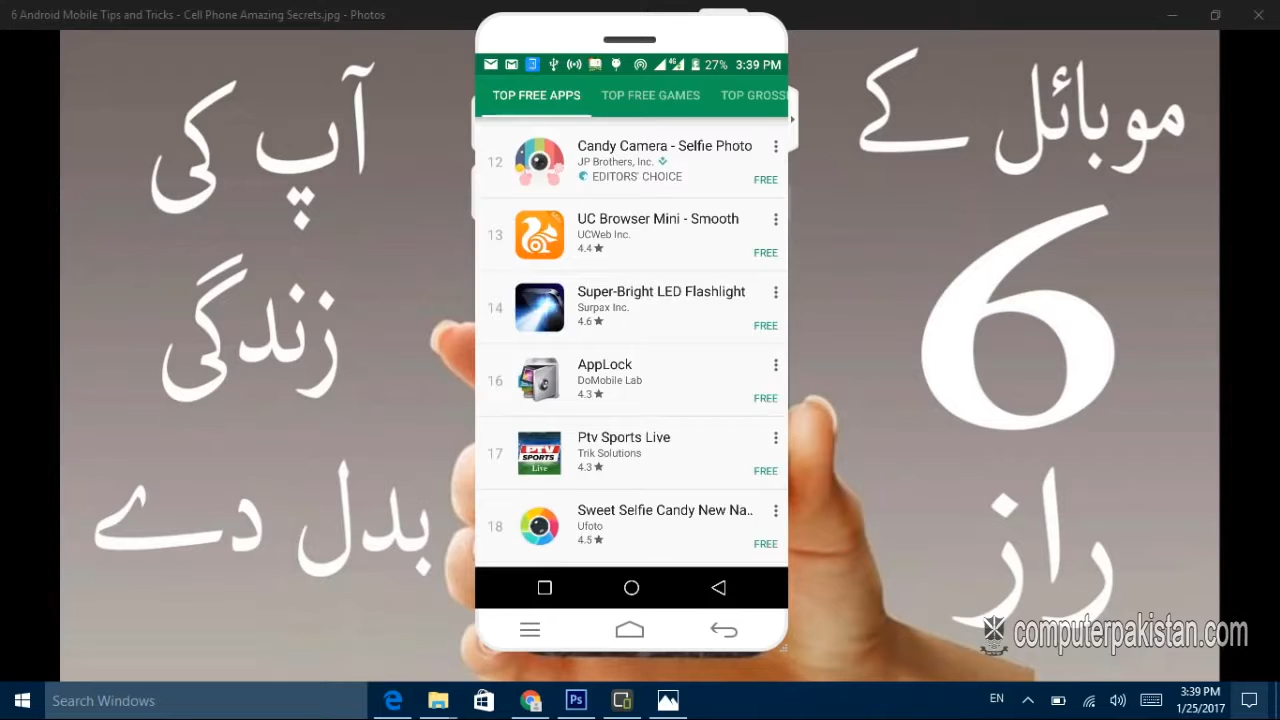 6 Android Mobile Tips and Tricks - Cell Phone Amazing Secrets.jpg - Photos
موبائل کے
6
راز
آپ کی
زندگی
بدل دے
27% 3:39 PM
TOP FREE APPS TOP FREE GAMES TOP GROSS
12
Candy Camera - Selfie Photo
JP Brothers, Inc.
EDITORS' CHOICE
FREE
13
UC Browser Mini - Smooth
UCWeb Inc.
4.4★
FREE
14
Super-Bright LED Flashlight
Surpax Inc.
4.6★
FREE
16
AppLock
DoMobile Lab
4.3★
FREE
17
PTV
SPORTS
Live
Ptv Sports Live
Trik Solutions
4.3★
FREE
18
Sweet Selfie Candy New Na..
Ufoto
4.5★
FREE
computerpakistan.com
Search Windows
EN
3:39 PM
1/25/2017